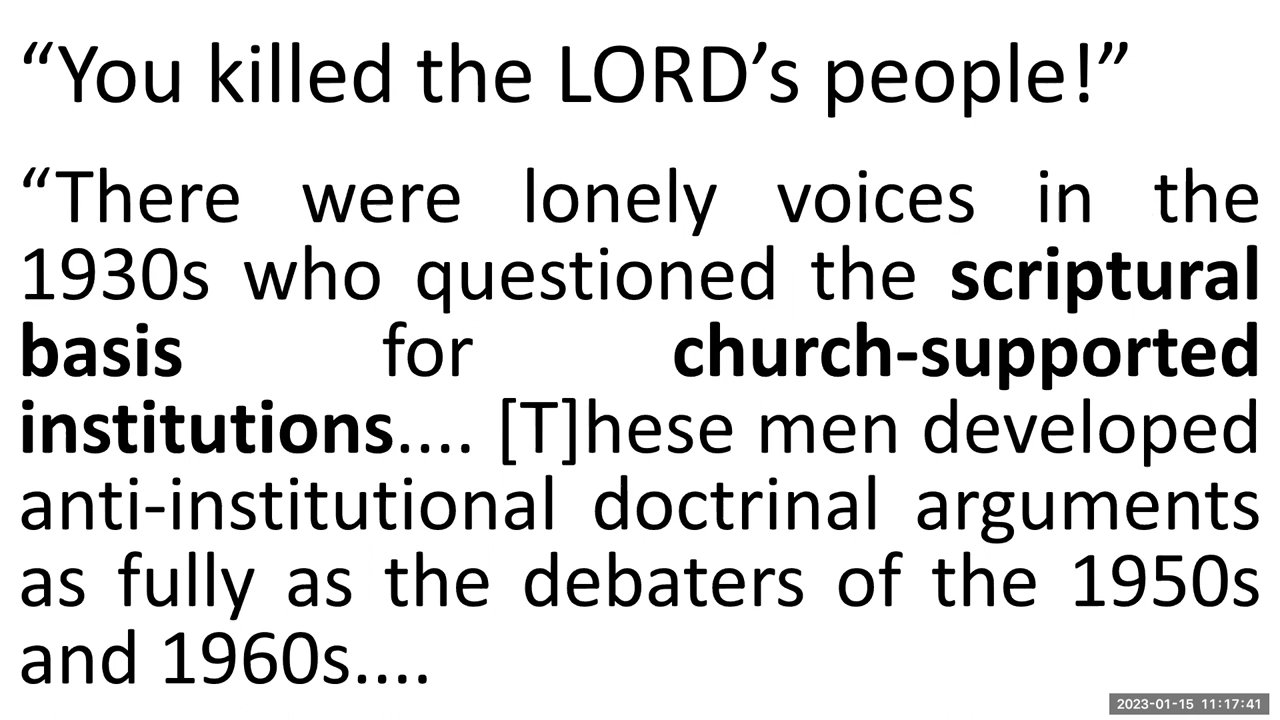 “You killed the LORD’s people!”
“There were lonely voices in the
1930s who questioned the scriptural
basis for church-supported
institutions.... [T]hese men developed
anti-institutional doctrinal arguments
as fully as the debaters of the 1950s
and 1960s....
2023-01-15 11:17:41